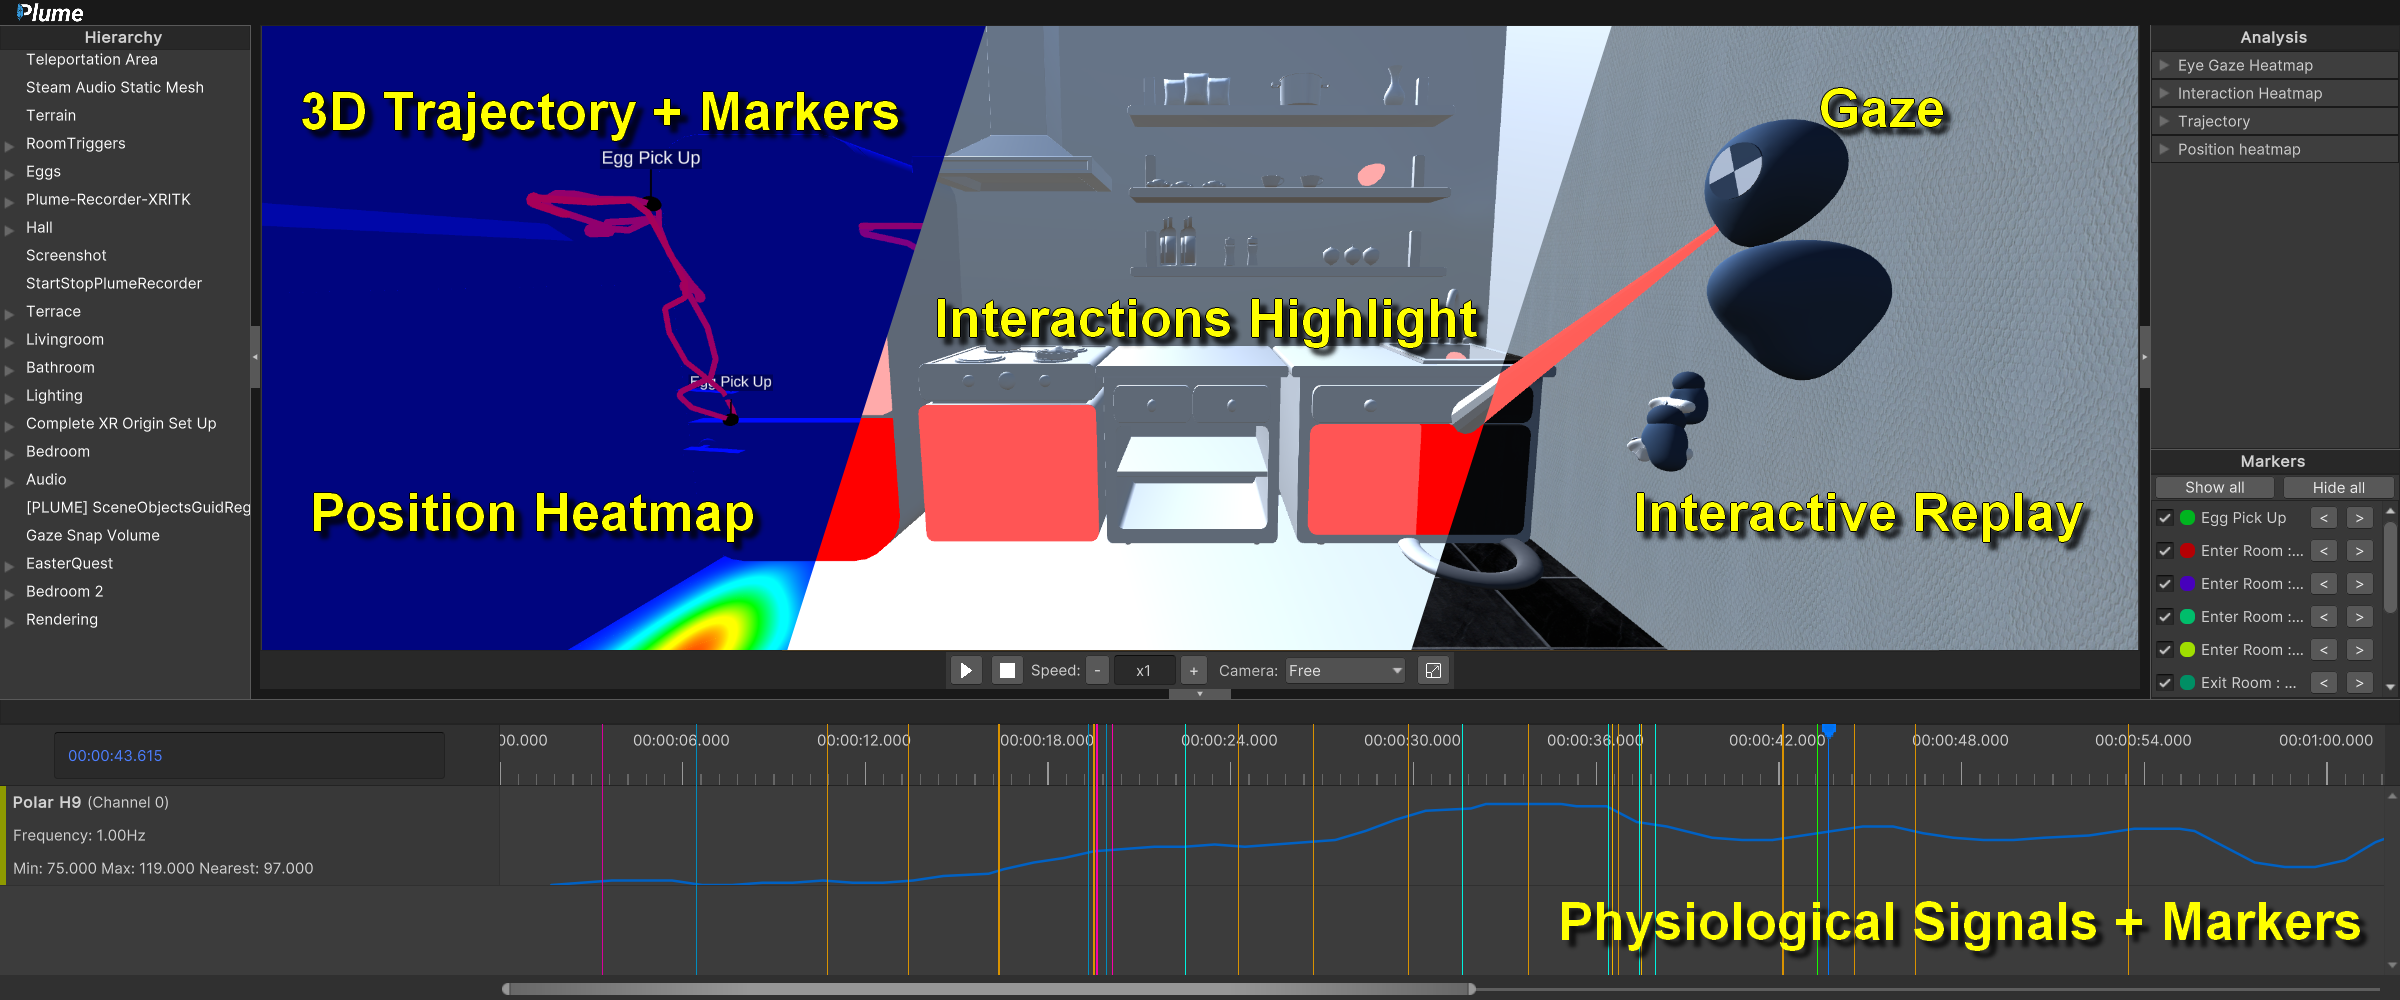 Plume
Hierarchy
Teleportation Area
Steam Audio Static Mesh
Terrain
RoomTriggers
Eggs
Plume-Recorder-XRITK
Hall
Screenshot
StartStopPlumeRecorder
Terrace
Livingroom
Bathroom
Lighting
Complete XR Origin Set Up
Bedroom
Audio
[PLUME] SceneObjectsGuidReg
Gaze Snap Volume
EasterQuest
Bedroom 2
Rendering
3D Trajectory + Markers
Egg Pick Up
Egg Pick Up
Position Heatmap
Interactions Highlight
Gaze
Interactive Replay
Speed: - x1 + Camera: Free
Analysis
Eye Gaze Heatmap
Interaction Heatmap
Trajectory
Position heatmap
Markers
Show all Hide all
Egg Pick Up < >
Enter Room :... < >
Enter Room :... < >
Enter Room :... < >
Enter Room :... < >
Exit Room : ... < >
00:00:43.615
00.000 00:00:06.000 00:00:12.000 00:00:18.000 00:00:24.000 00:00:30.000 00:00:36.000 00:00:42.000 00:00:48.000 00:00:54.000 00:01:00.000
Polar H9 (Channel 0)
Frequency: 1.00Hz
Min: 75.000 Max: 119.000 Nearest: 97.000
Physiological Signals + Markers